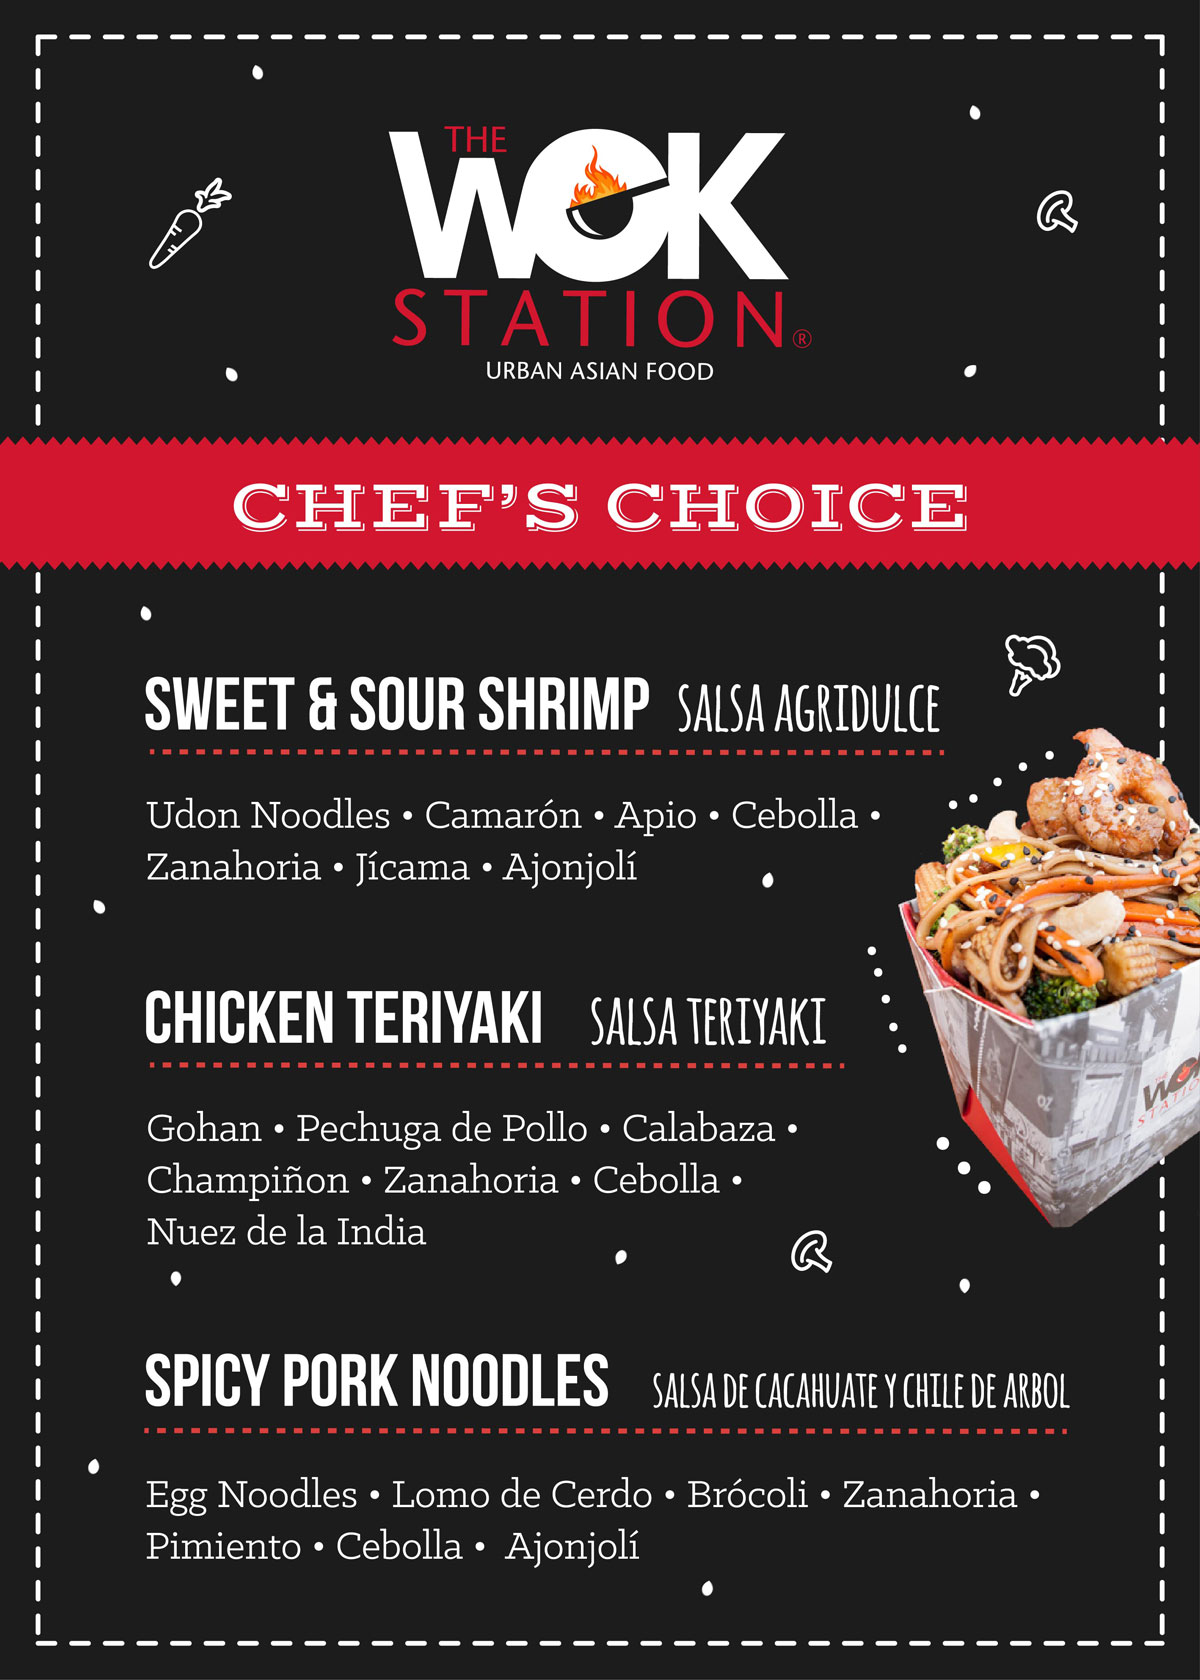 THE
WOK
STATION®
URBAN ASIAN FOOD
CHEF'S CHOICE
SWEET & SOUR SHRIMP SALSA AGRIDULCE
Udon Noodles • Camarón • Apio • Cebolla •
Zanahoria • Jícama • Ajonjolí
CHICKEN TERIYAKI SALSA TERIYAKI
Gohan • Pechuga de Pollo • Calabaza •
Champiñon • Zanahoria • Cebolla •
Nuez de la India
SPICY PORK NOODLES SALSA DE CACAHUATE Y CHILE DE ARBOL
Egg Noodles • Lomo de Cerdo • Brócoli • Zanahoria •
Pimiento • Cebolla • Ajonjolí